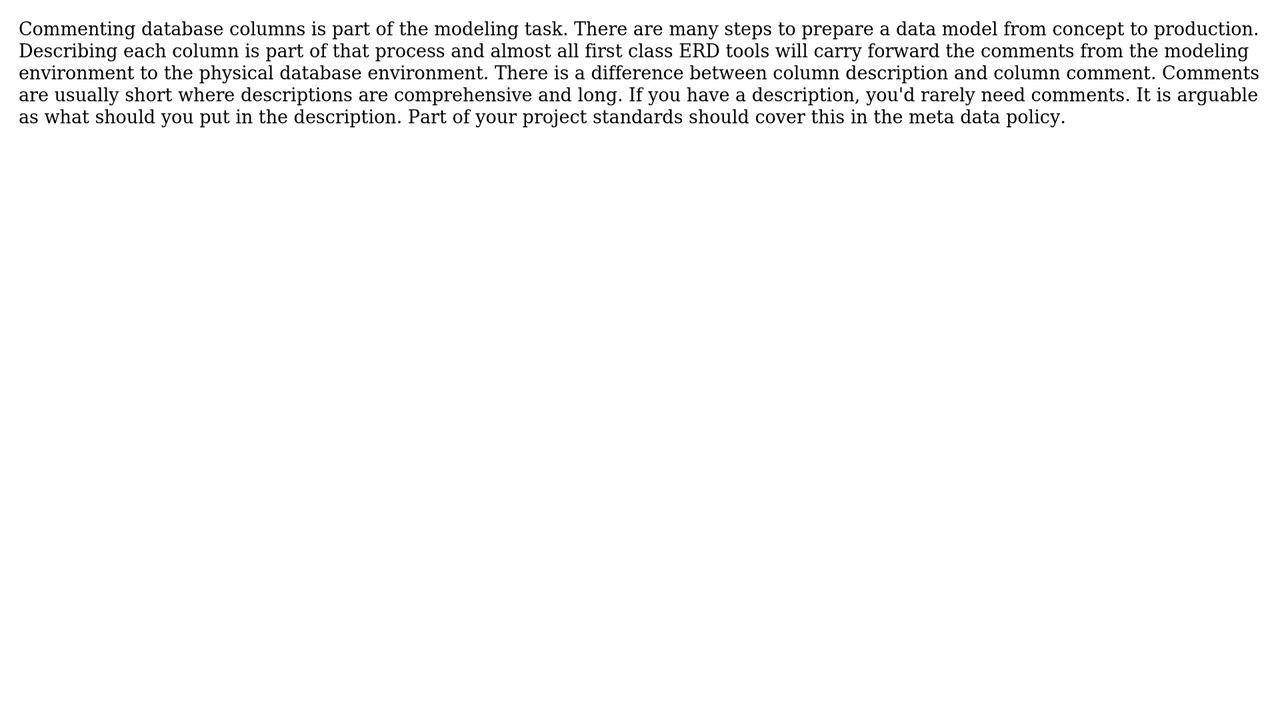 Commenting database columns is part of the modeling task. There are many steps to prepare a data model from concept to production.
Describing each column is part of that process and almost all first class ERD tools will carry forward the comments from the modeling
environment to the physical database environment. There is a difference between column description and column comment. Comments
are usually short where descriptions are comprehensive and long. If you have a description, you'd rarely need comments. It is arguable
as what should you put in the description. Part of your project standards should cover this in the meta data policy.